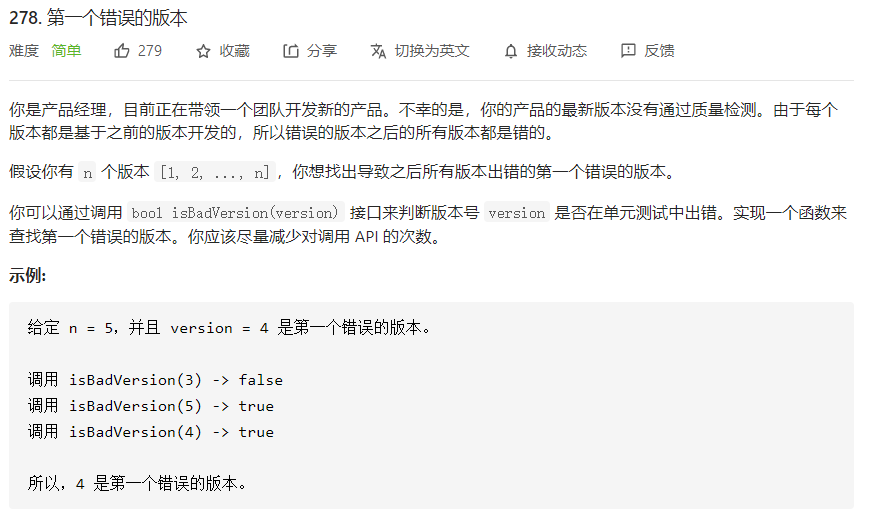 278. 第一个错误的版本
难度 简单 279 收藏 分享 切换为英文 接收动态 反馈
你是产品经理，目前正在带领一个团队开发新的产品。不幸的是，你的产品的最新版本没有通过质量检测。由于每个
版本都是基于之前的版本开发的，所以错误的版本之后的所有版本都是错的。
假设你有 n 个版本 [1, 2, ..., n]，你想找出导致之后所有版本出错的第一个错误的版本。
你可以通过调用 bool isBadVersion(version) 接口来判断版本号 version 是否在单元测试中出错。实现一个函数来
查找第一个错误的版本。你应该尽量减少对调用 API 的次数。
示例:
给定 n = 5，并且 version = 4 是第一个错误的版本。
调用 isBadVersion(3) -> false
调用 isBadVersion(5) -> true
调用 isBadVersion(4) -> true
所以，4 是第一个错误的版本。